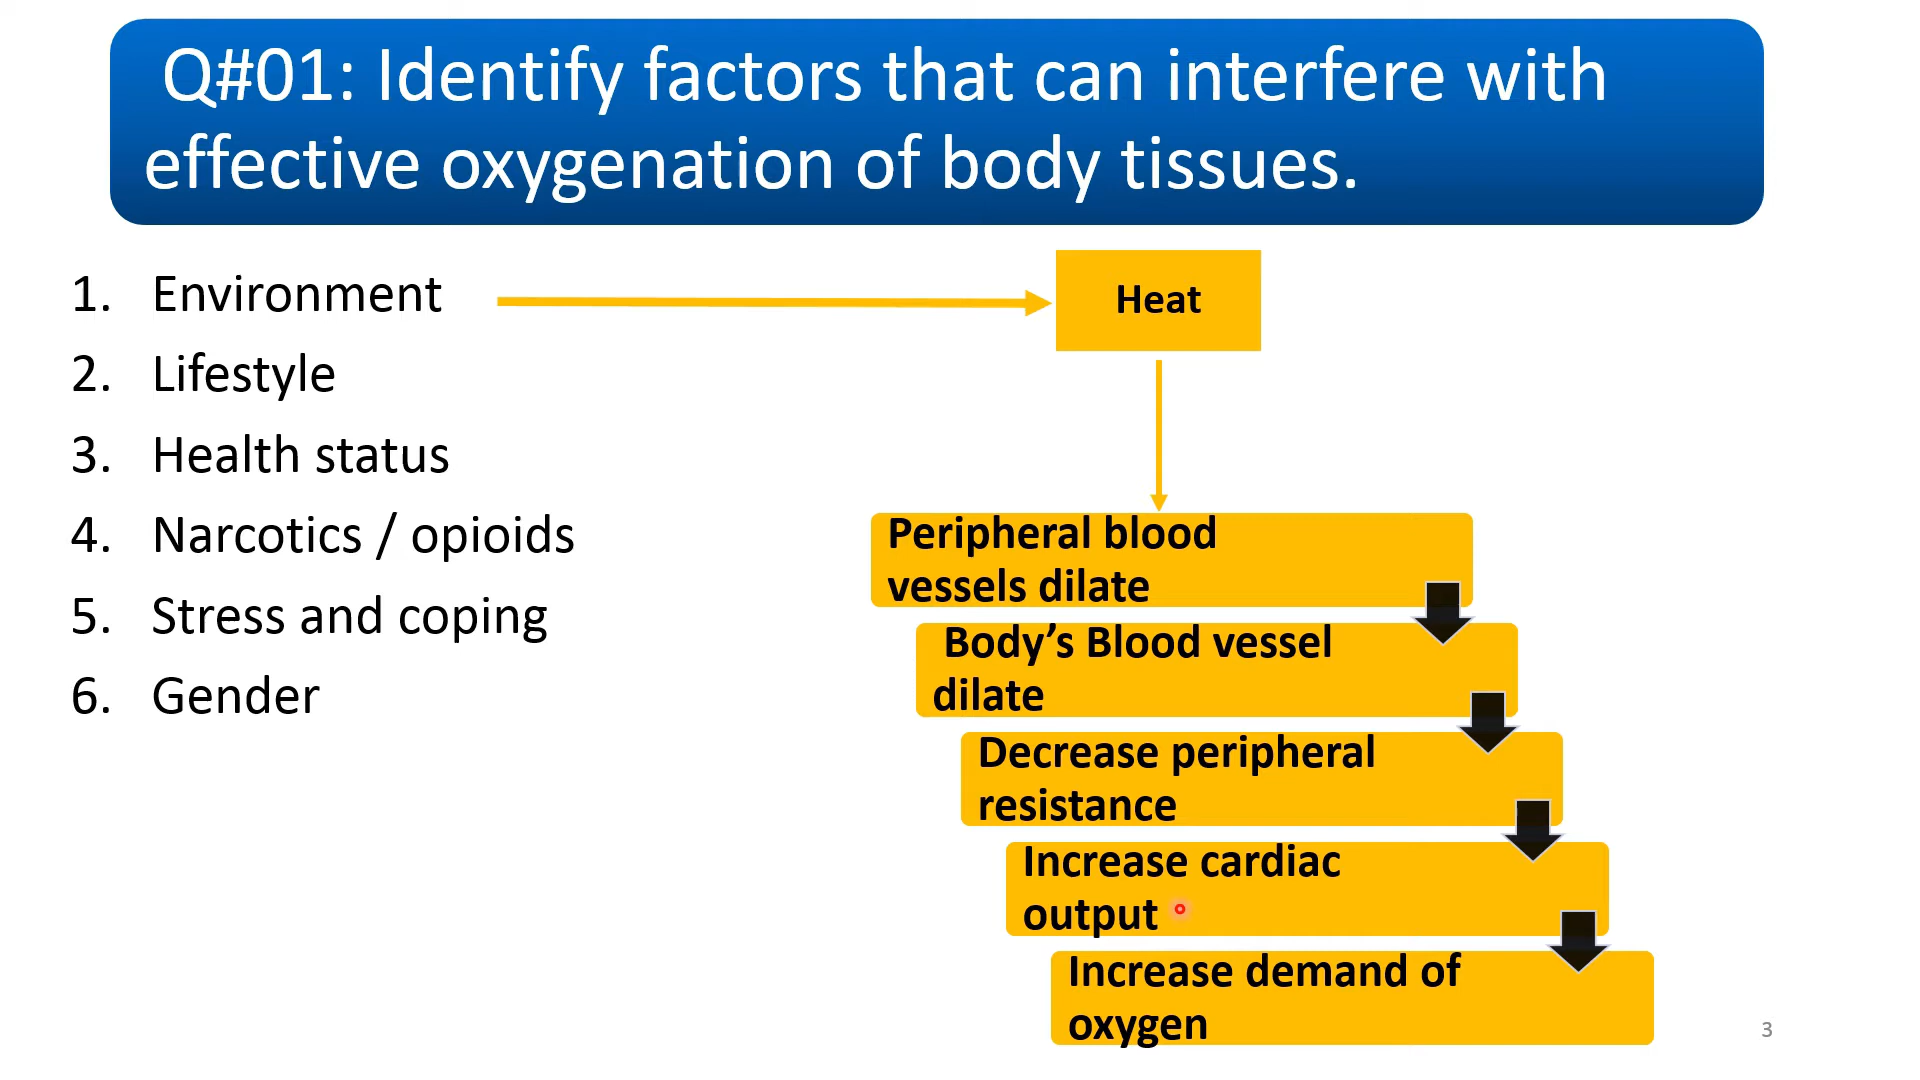 Q#01: Identify factors that can interfere with
effective oxygenation of body tissues.
1. Environment
2. Lifestyle
3. Health status
4. Narcotics / opioids
5. Stress and coping
6. Gender
Heat
Peripheral blood
vessels dilate
Body’s Blood vessel
dilate
Decrease peripheral
resistance
Increase cardiac
output
Increase demand of
oxygen
3